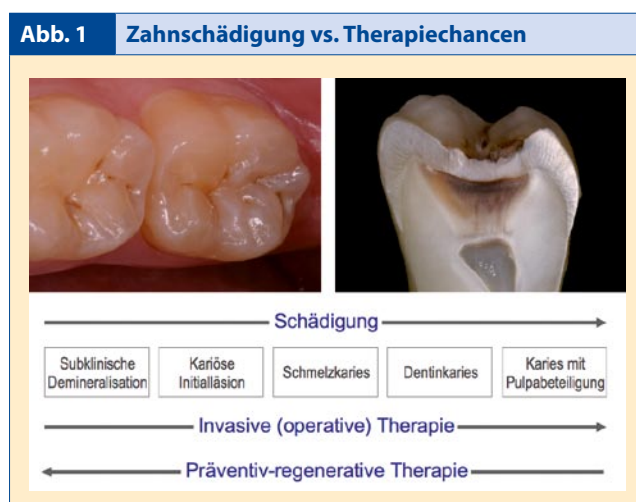 Abb. 1 Zahnschädigung vs. Therapiechancen
Schädigung
Subklinische
Demineralisation
Kariöse
Initialläsion
Schmelzkaries
Dentinkaries
Karies mit
Pulpabeteiligung
Invasive (operative) Therapie
Präventiv-regenerative Therapie